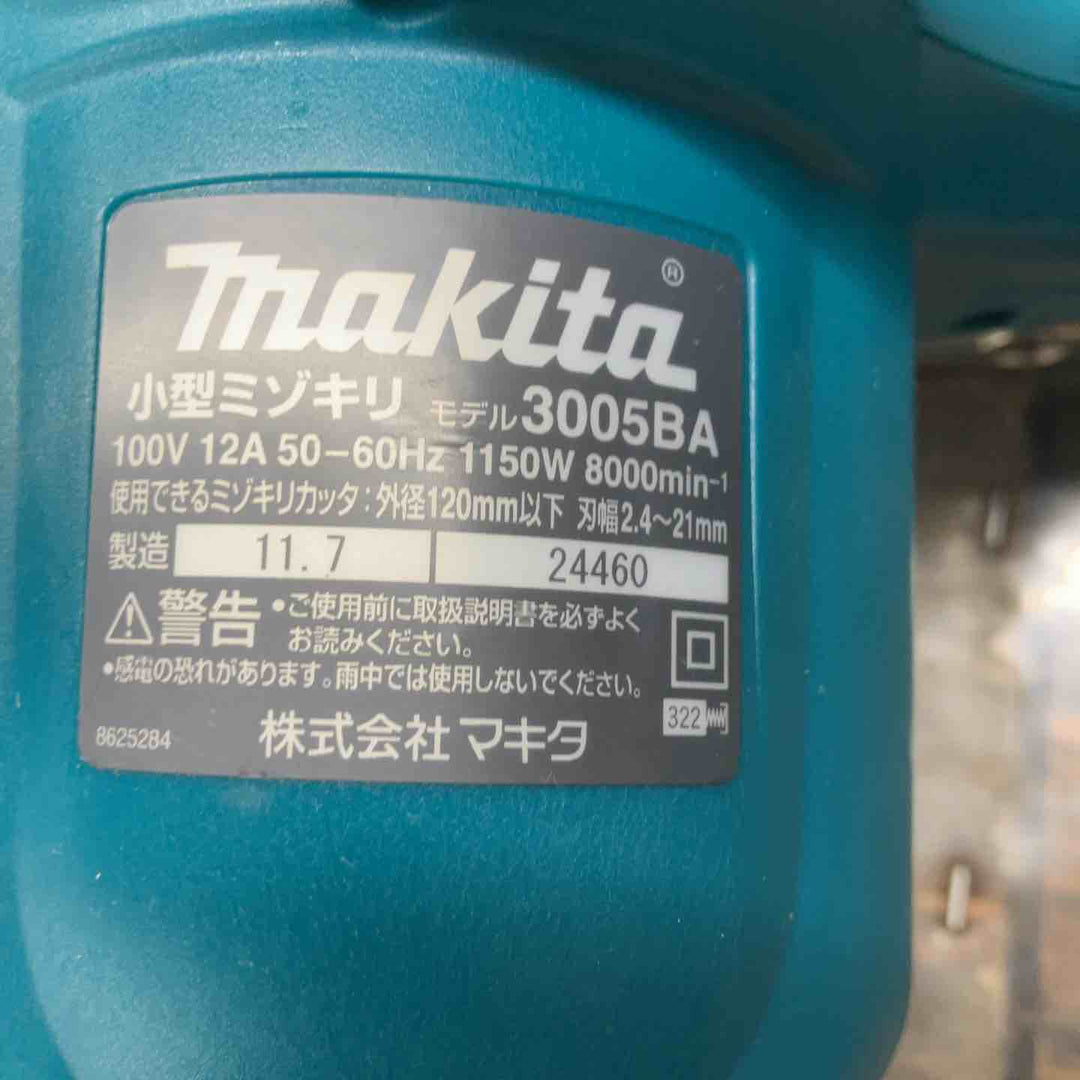 makita®
小型ミゾキリ モデル3005BA
100V 12A 50-60Hz 1150W 8000min-1
使用できるミゾキリカッタ:外径120mm以下 刃幅2.4~21mm
製造 11.7 24460
警告 •ご使用前に取扱説明書を必ずよく
お読みください。
•感電の恐れがあります。雨中では使用しないでください。
322
8625284 株式会社 マキタ